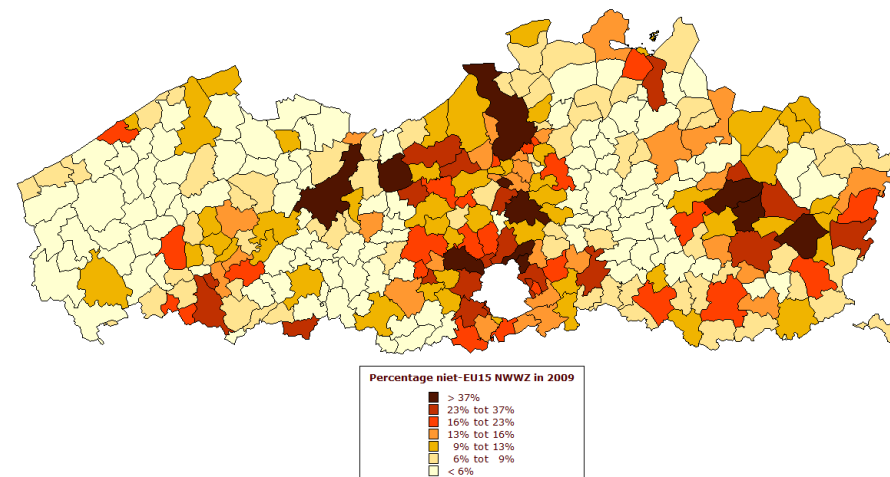 Percentage niet-EU15 NWWZ in 2009
> 37%
23% tot 37%
16% tot 23%
13% tot 16%
9% tot 13%
6% tot 9%
< 6%